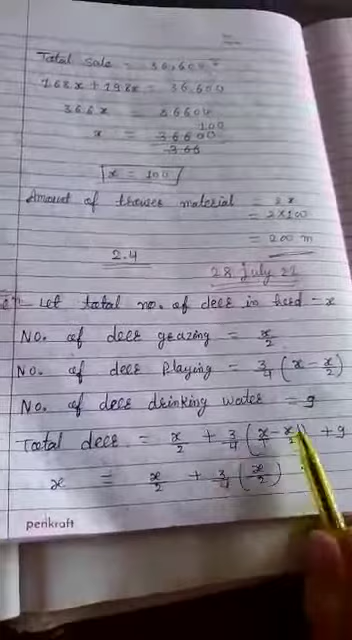 Total sale = 36,600
168x + 198x = 36,600
366x = 36600
x = 36600 100
366
x = 100
Amount of trouser material = 2x
= 2×100
= 200 m
2.4
28 July 21
Let total no. of deer in herd = x
No. of deer grazing = x/2
No. of deer Playing = 3/4 (x - x/2)
No. of deer drinking water = 9
Total deer = x/2 + 3/4 (x/1 - x/2) + 9
x = x/2 + 3/4 (x/2)
penkraft